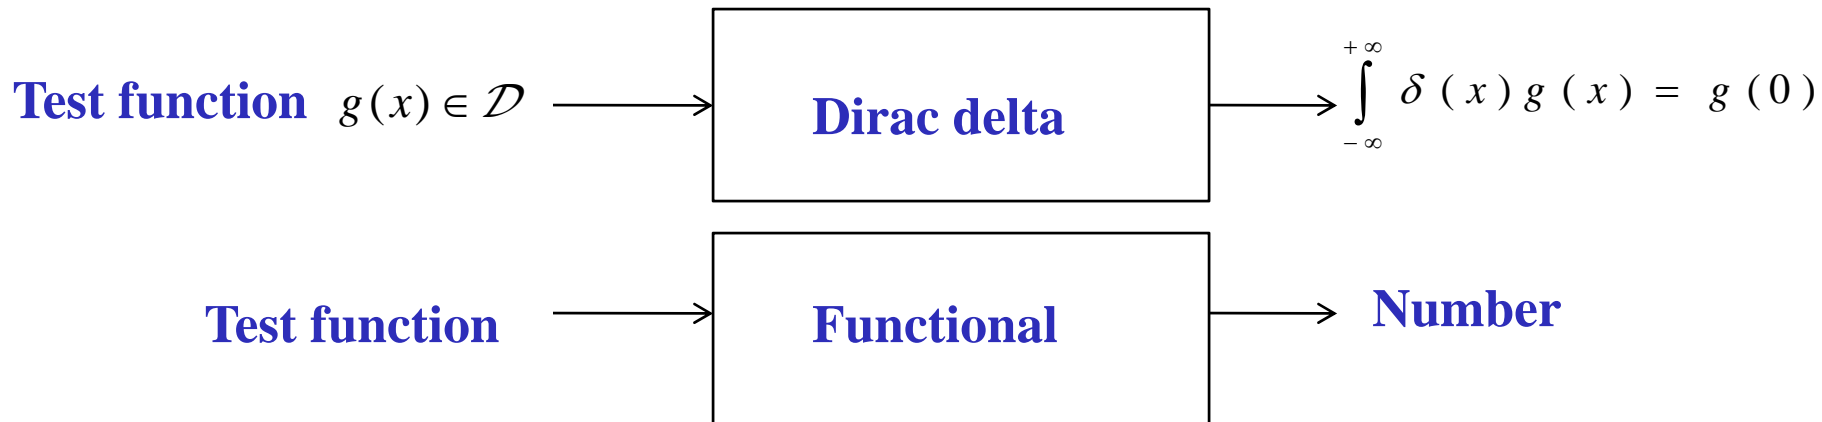 Test function g(x) ∈ 𝒟 → Dirac delta → ∫_{-∞}^{+∞} δ(x)g(x) = g(0)
Test function → Functional → Number